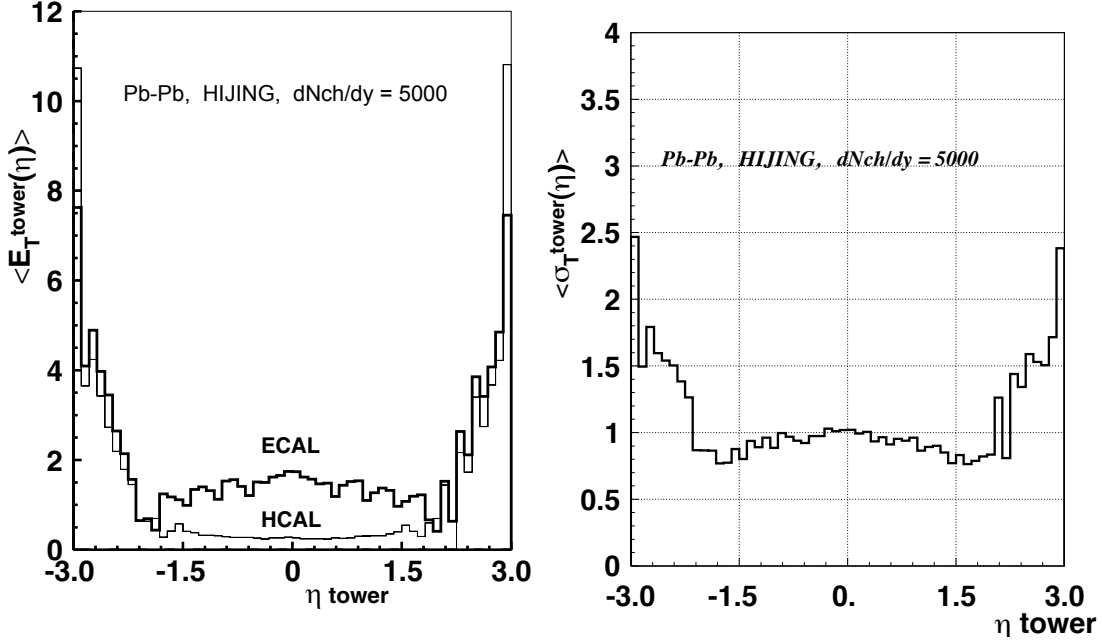 12
10
8
6
4
2
0
<E_T^tower(η)>
Pb-Pb, HIJING, dNch/dy = 5000
ECAL
HCAL
-3.0 -1.5 0 1.5 3.0
η tower
4
3.5
3
2.5
2
1.5
1
0.5
0
<σ_T^tower(η)>
Pb-Pb, HIJING, dNch/dy = 5000
-3.0 -1.5 0. 1.5 3.0
η tower